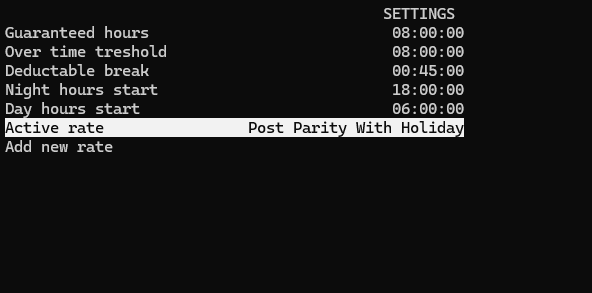 SETTINGS
Guaranteed hours 08:00:00
Over time treshold 08:00:00
Deductable break 00:45:00
Night hours start 18:00:00
Day hours start 06:00:00
Active rate Post Parity With Holiday
Add new rate